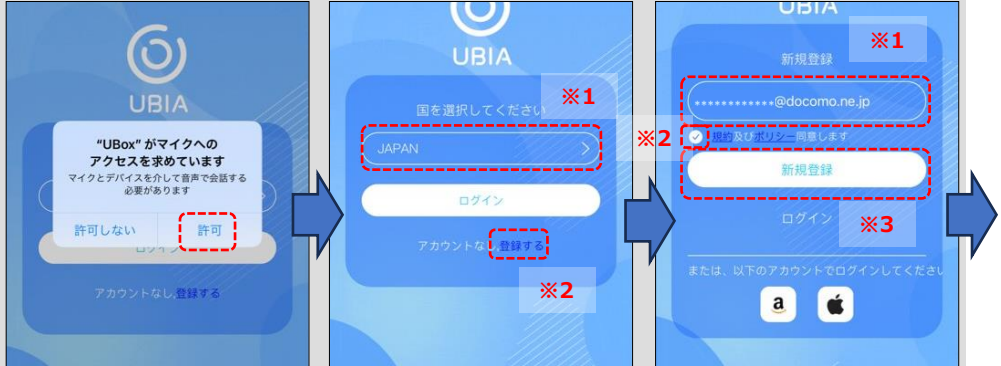 UBIA
"UBox" がマイクへの
アクセスを求めています
マイクとデバイスを介して音声で会話する
必要があります
許可しない
許可
ログイン
アカウントなし,登録する
UBIA
※1
国を選択してください
JAPAN
ログイン
アカウントなし,登録する
※2
UBIA
※1
新規登録
************@docomo.ne.jp
※2
規約及びポリシー同意します
新規登録
ログイン
※3
または、以下のアカウントでログインしてくださ
a